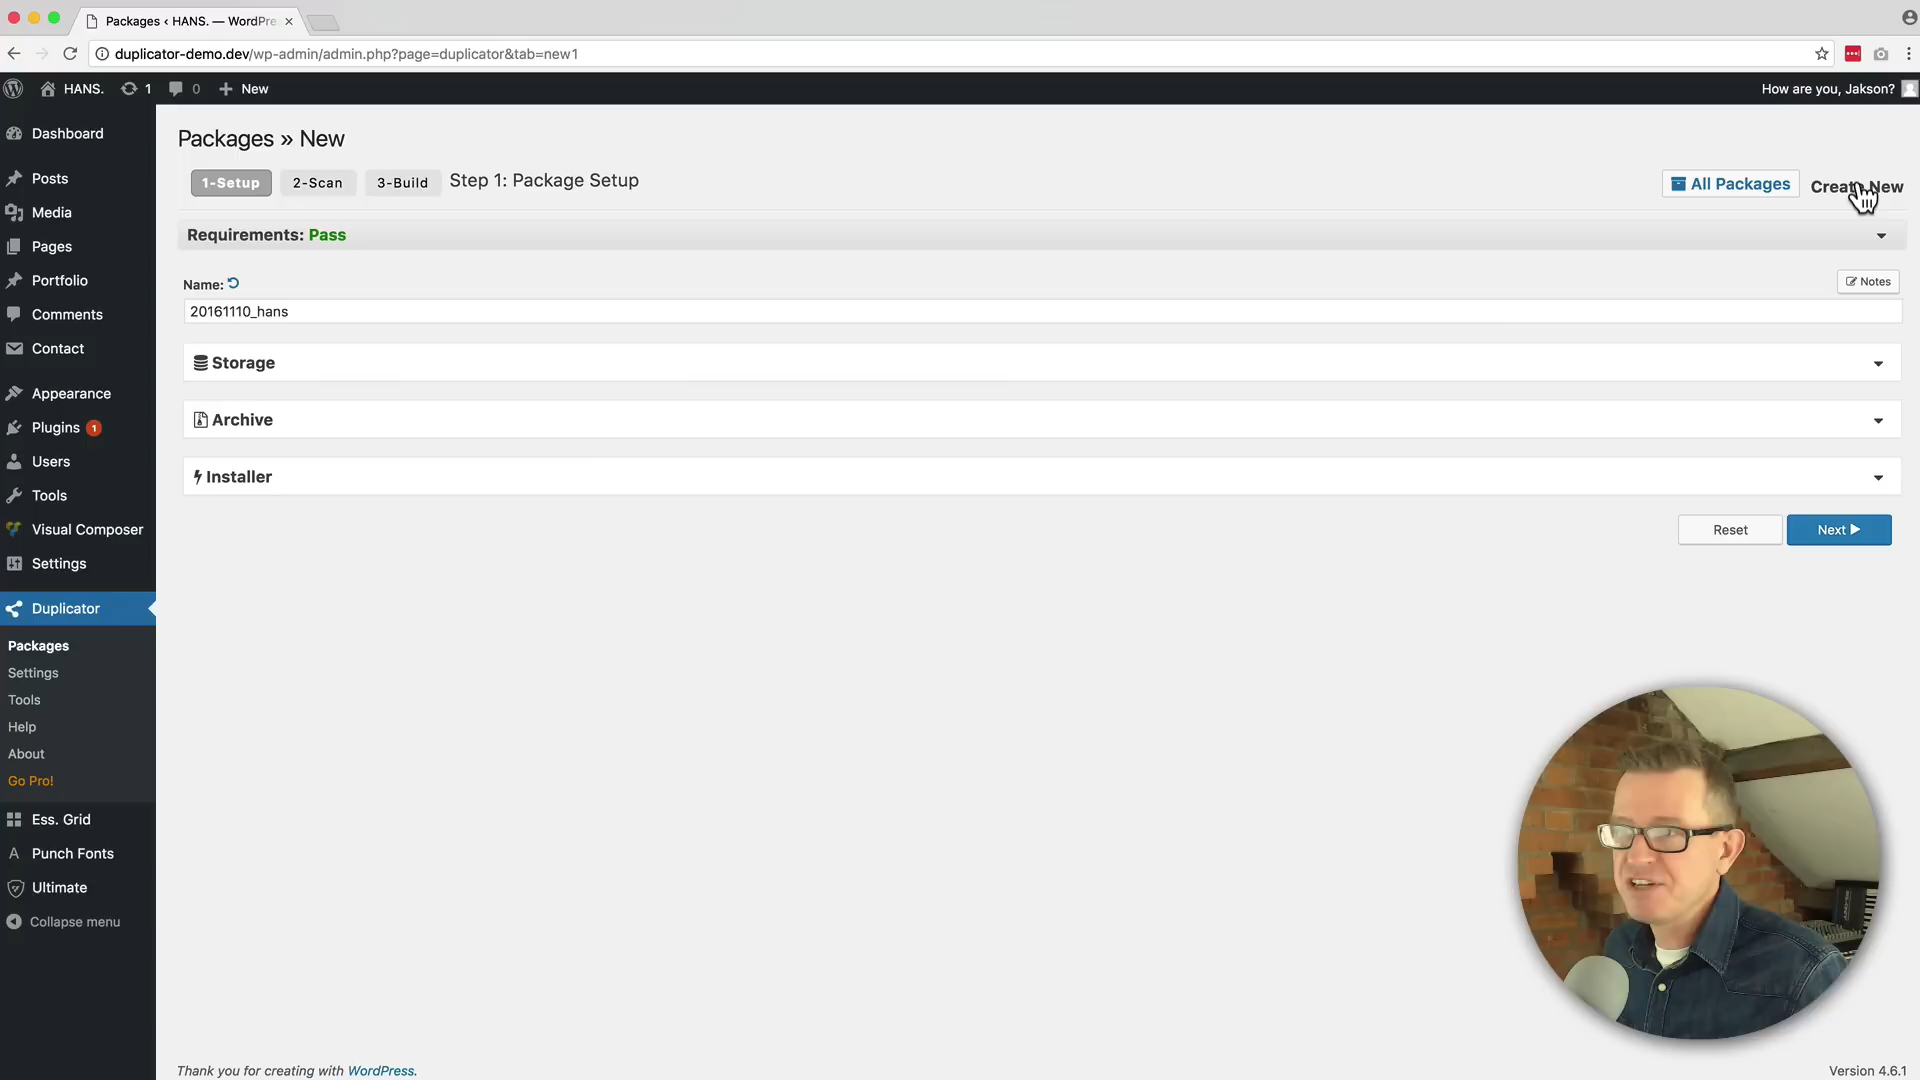 Packages ‹ HANS. — WordPre
duplicator-demo.dev/wp-admin/admin.php?page=duplicator&tab=new1
HANS. 1 0 New
How are you, Jakson?
Dashboard
Posts
Media
Pages
Portfolio
Comments
Contact
Appearance
Plugins 1
Users
Tools
Visual Composer
Settings
Duplicator
Packages
Settings
Tools
Help
About
Go Pro!
Ess. Grid
Punch Fonts
Ultimate
Collapse menu
Packages » New
1-Setup 2-Scan 3-Build Step 1: Package Setup
All Packages Create New
Requirements: Pass
Name:
Notes
20161110_hans
Storage
Archive
Installer
Reset Next
Thank you for creating with WordPress.
Version 4.6.1